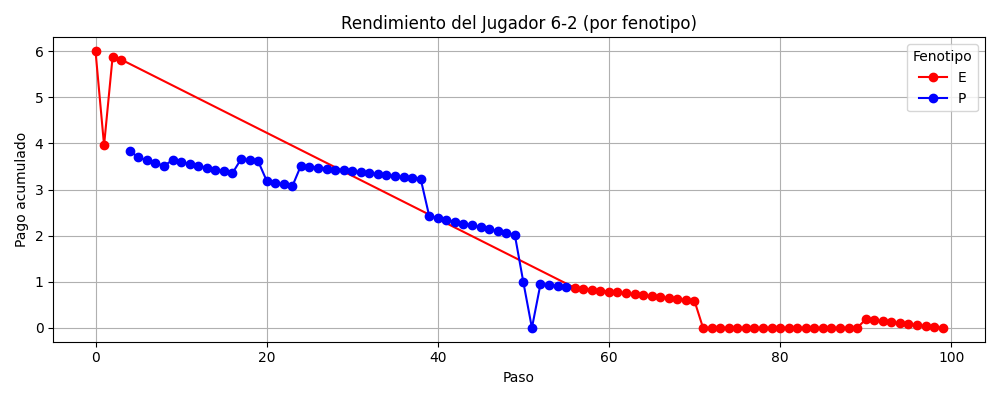 Rendimiento del Jugador 6-2 (por fenotipo)
Pago acumulado
6
5
4
3
2
1
0
Fenotipo
E
P
0 20 40 60 80 100
Paso